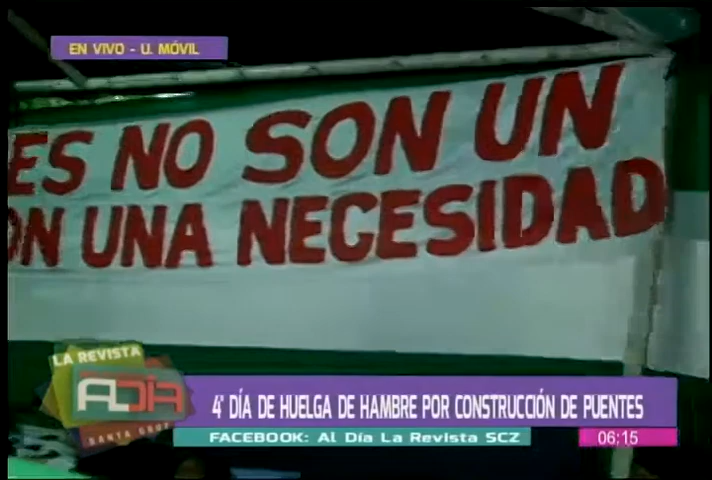 EN VIVO - U. MÓVIL
ES NO SON UN
ON UNA NECESIDAD
LA REVISTA
AL DÍA
SANTA CRUZ
4º DÍA DE HUELGA DE HAMBRE POR CONSTRUCCIÓN DE PUENTES
FACEBOOK: Al Día La Revista SCZ
06:15